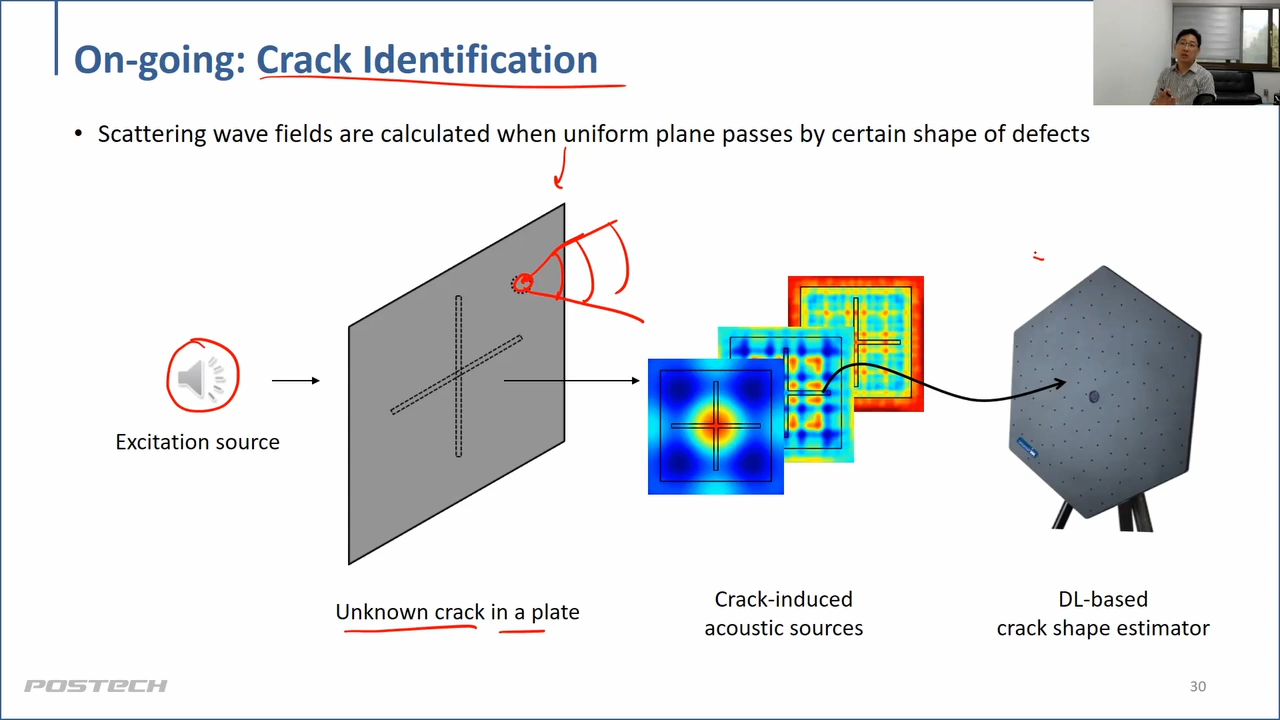 On-going: Crack Identification
• Scattering wave fields are calculated when uniform plane passes by certain shape of defects
Excitation source
Unknown crack in a plate
Crack-induced
acoustic sources
DL-based
crack shape estimator
POSTECH
30